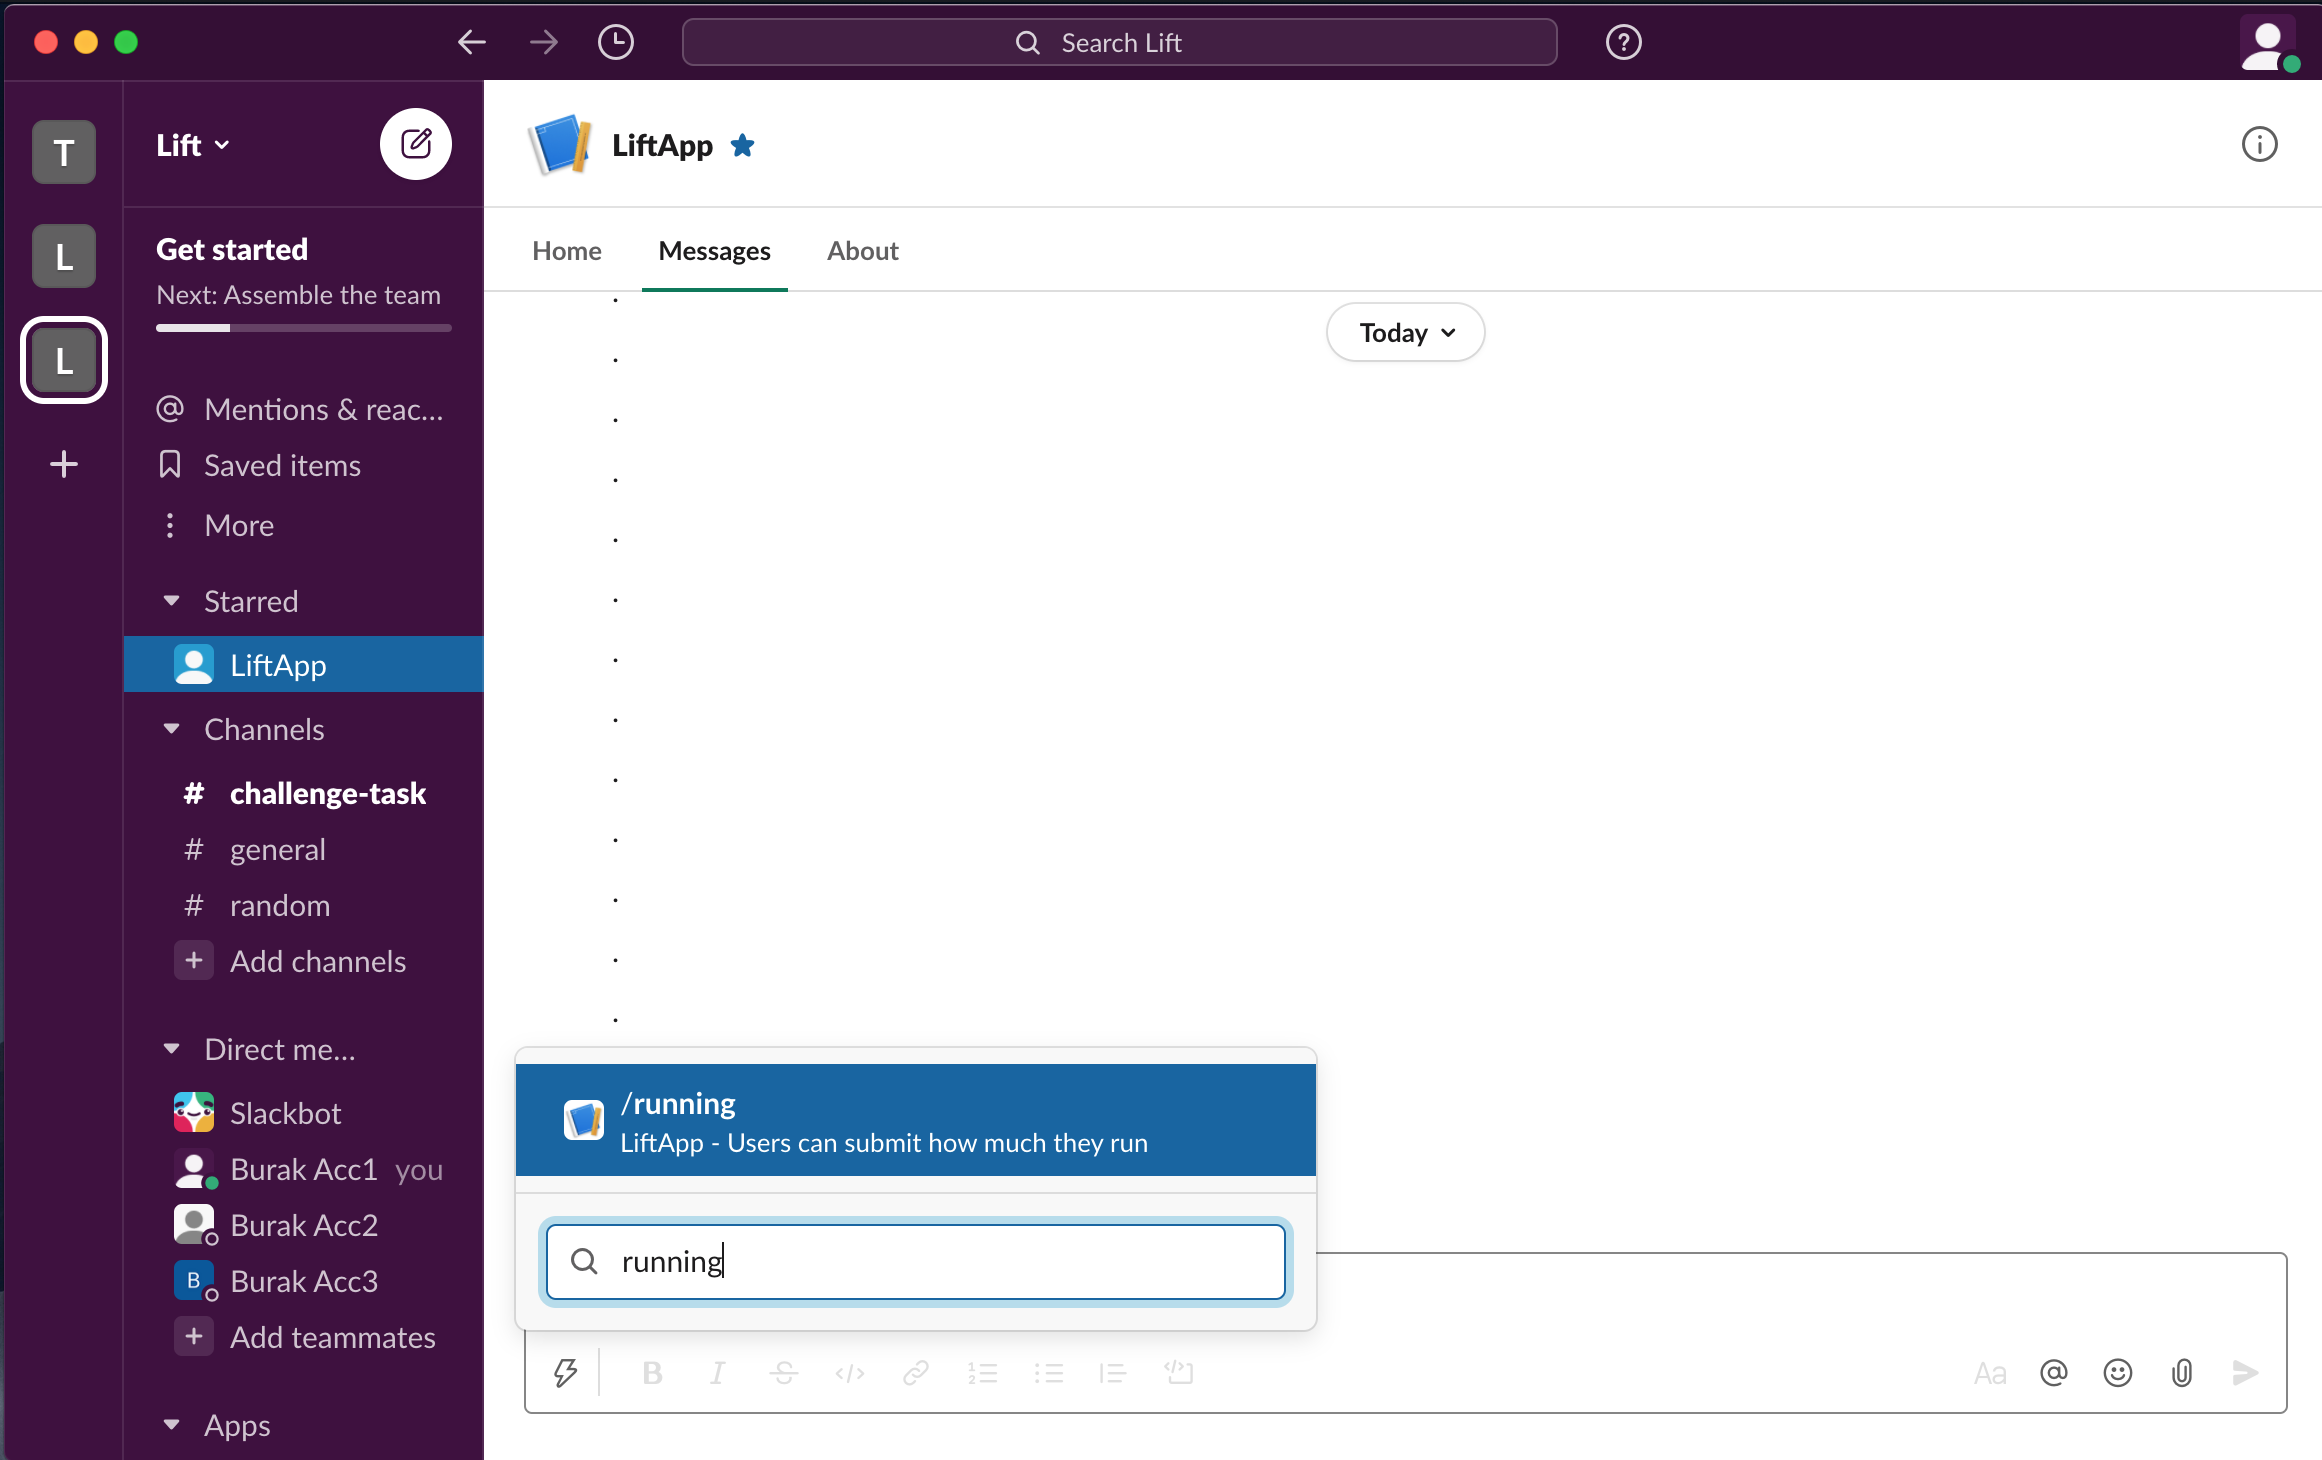 Search Lift
T
L
L
Lift
Get started
Next: Assemble the team
Mentions & reac...
Saved items
More
Starred
LiftApp
Channels
# challenge-task
# general
# random
+ Add channels
Direct me...
Slackbot
Burak Acc1 you
Burak Acc2
B Burak Acc3
+ Add teammates
Apps
LiftApp
Home Messages About
Today
/running
LiftApp - Users can submit how much they run
running
B I S </> Aa @